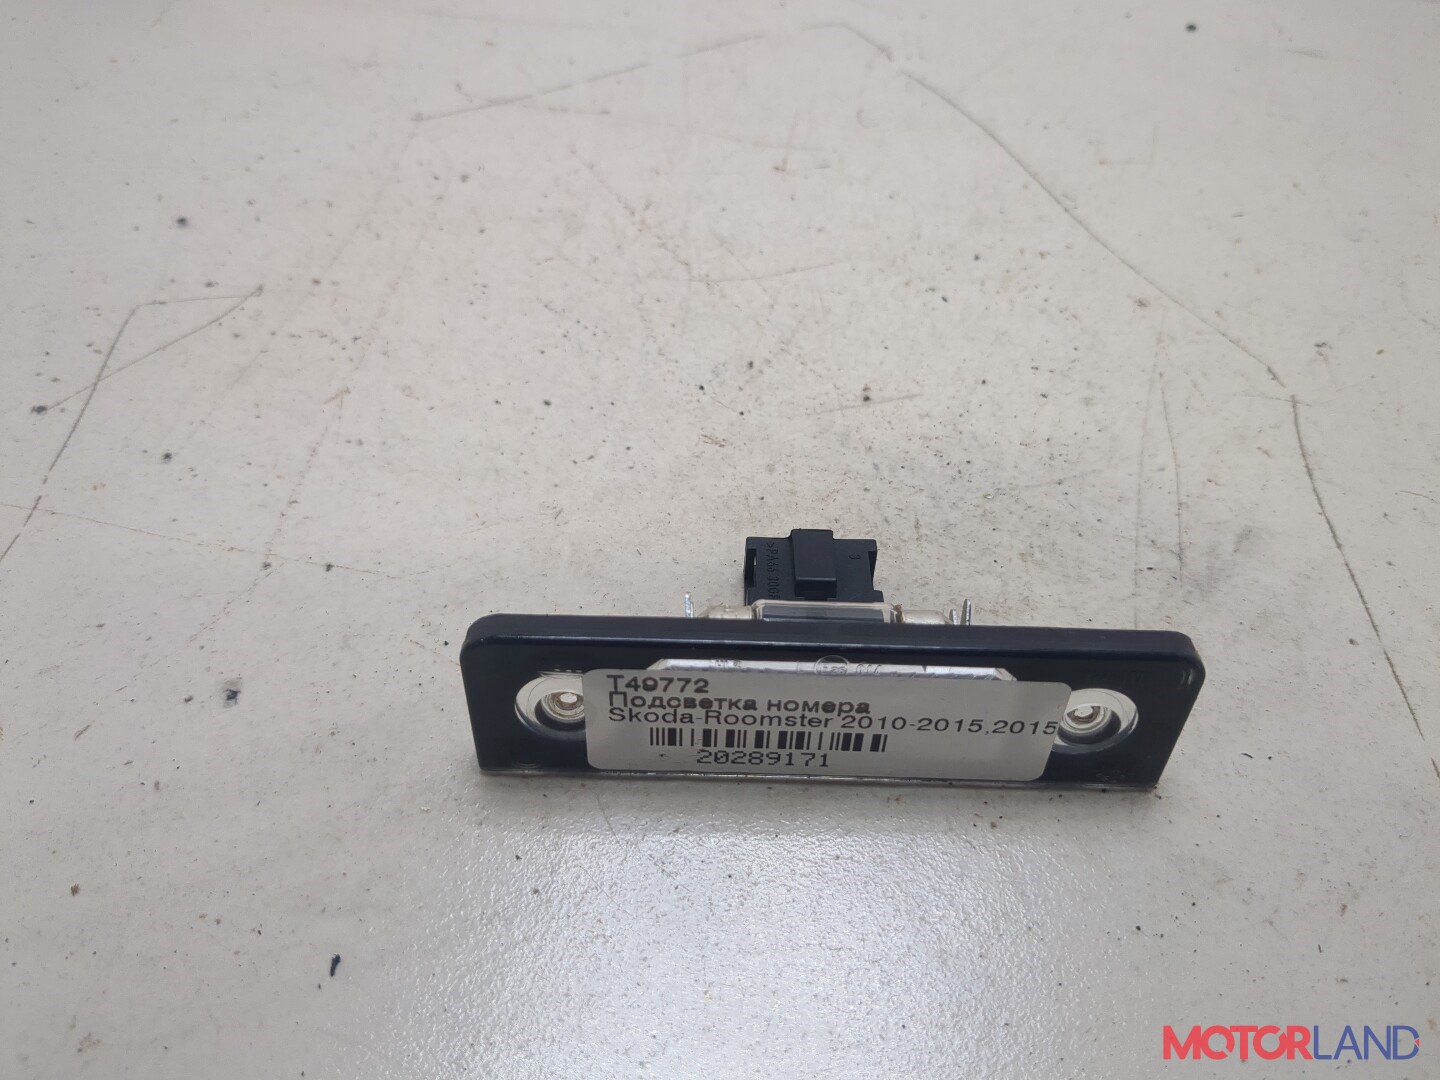 T49772
Подсветка номера
Skoda-Roomster 2010-2015,2015
20289171
MOTORLAND